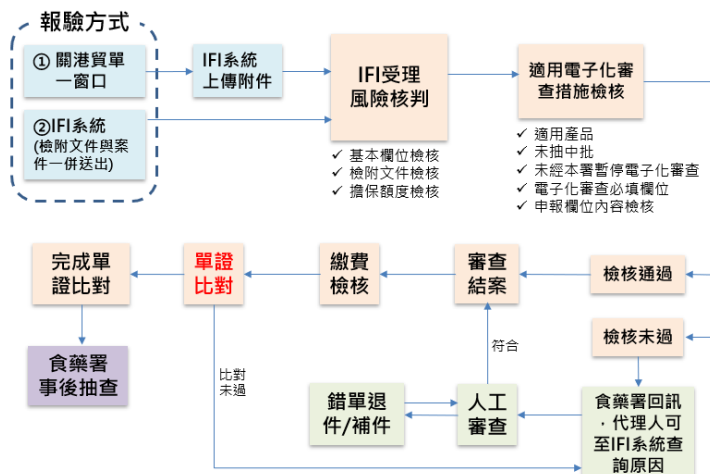 報驗方式
① 關港貿單
一窗口
IFI系統
上傳附件
②IFI系統
(檢附文件與案
件一併送出)
IFI受理
風險核判
✓ 基本欄位檢核
✓ 檢附文件檢核
✓ 擔保額度檢核
適用電子化審
查措施檢核
✓ 適用產品
✓ 未抽中批
✓ 未經本署暫停電子化審查
✓ 電子化審查必填欄位
✓ 申報欄位內容檢核
完成單
證比對
單證
比對
繳費
檢核
審查
結案
檢核通過
檢核未過
食藥署
事後抽查
比對
未過
符合
錯單退
件/補件
人工
審查
食藥署回訊
，代理人可
至IFI系統查
詢原因